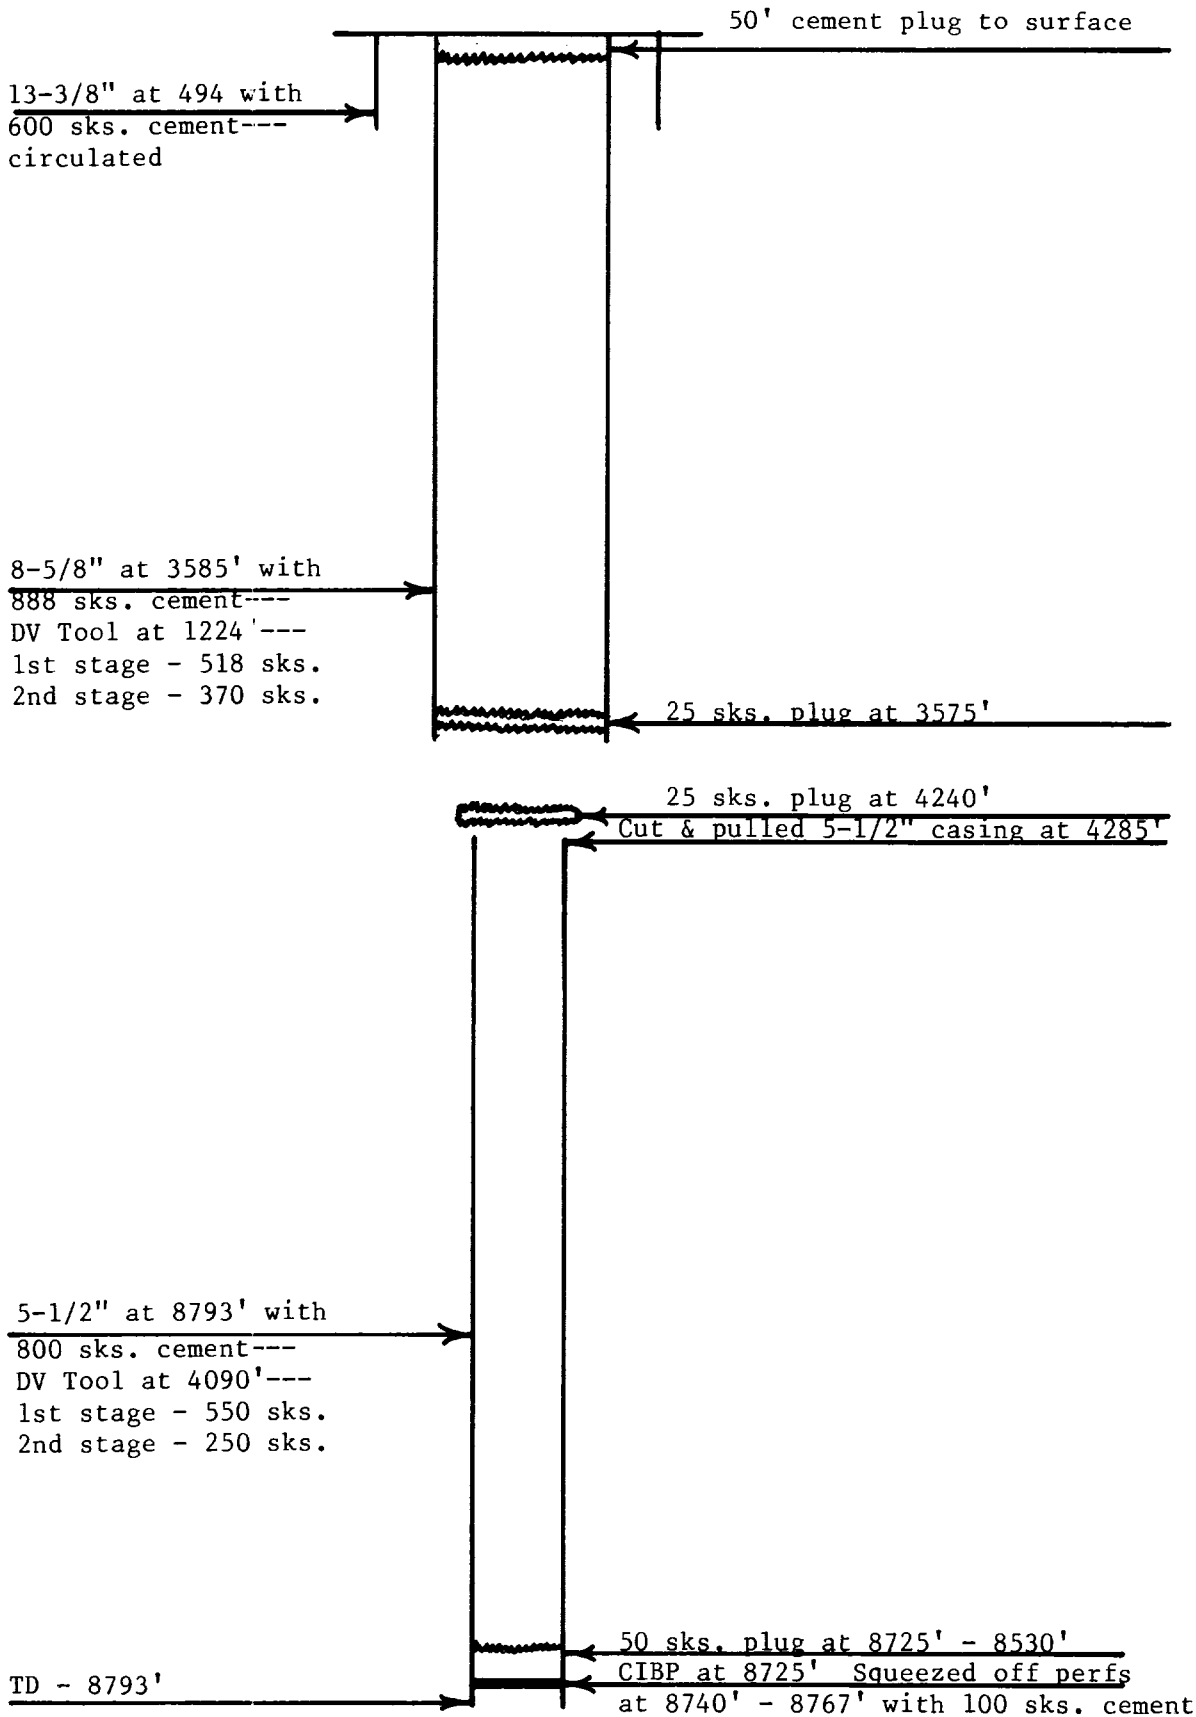 50' cement plug to surface
13-3/8" at 494 with
600 sks. cement---
circulated
8-5/8" at 3585' with
888 sks. cement---
DV Tool at 1224'---
1st stage - 518 sks.
2nd stage - 370 sks.
25 sks. plug at 3575'
25 sks. plug at 4240'
Cut & pulled 5-1/2" casing at 4285'
5-1/2" at 8793' with
800 sks. cement---
DV Tool at 4090'---
1st stage - 550 sks.
2nd stage - 250 sks.
50 sks. plug at 8725' - 8530'
CIBP at 8725' Squeezed off perfs
at 8740' - 8767' with 100 sks. cement
TD - 8793'